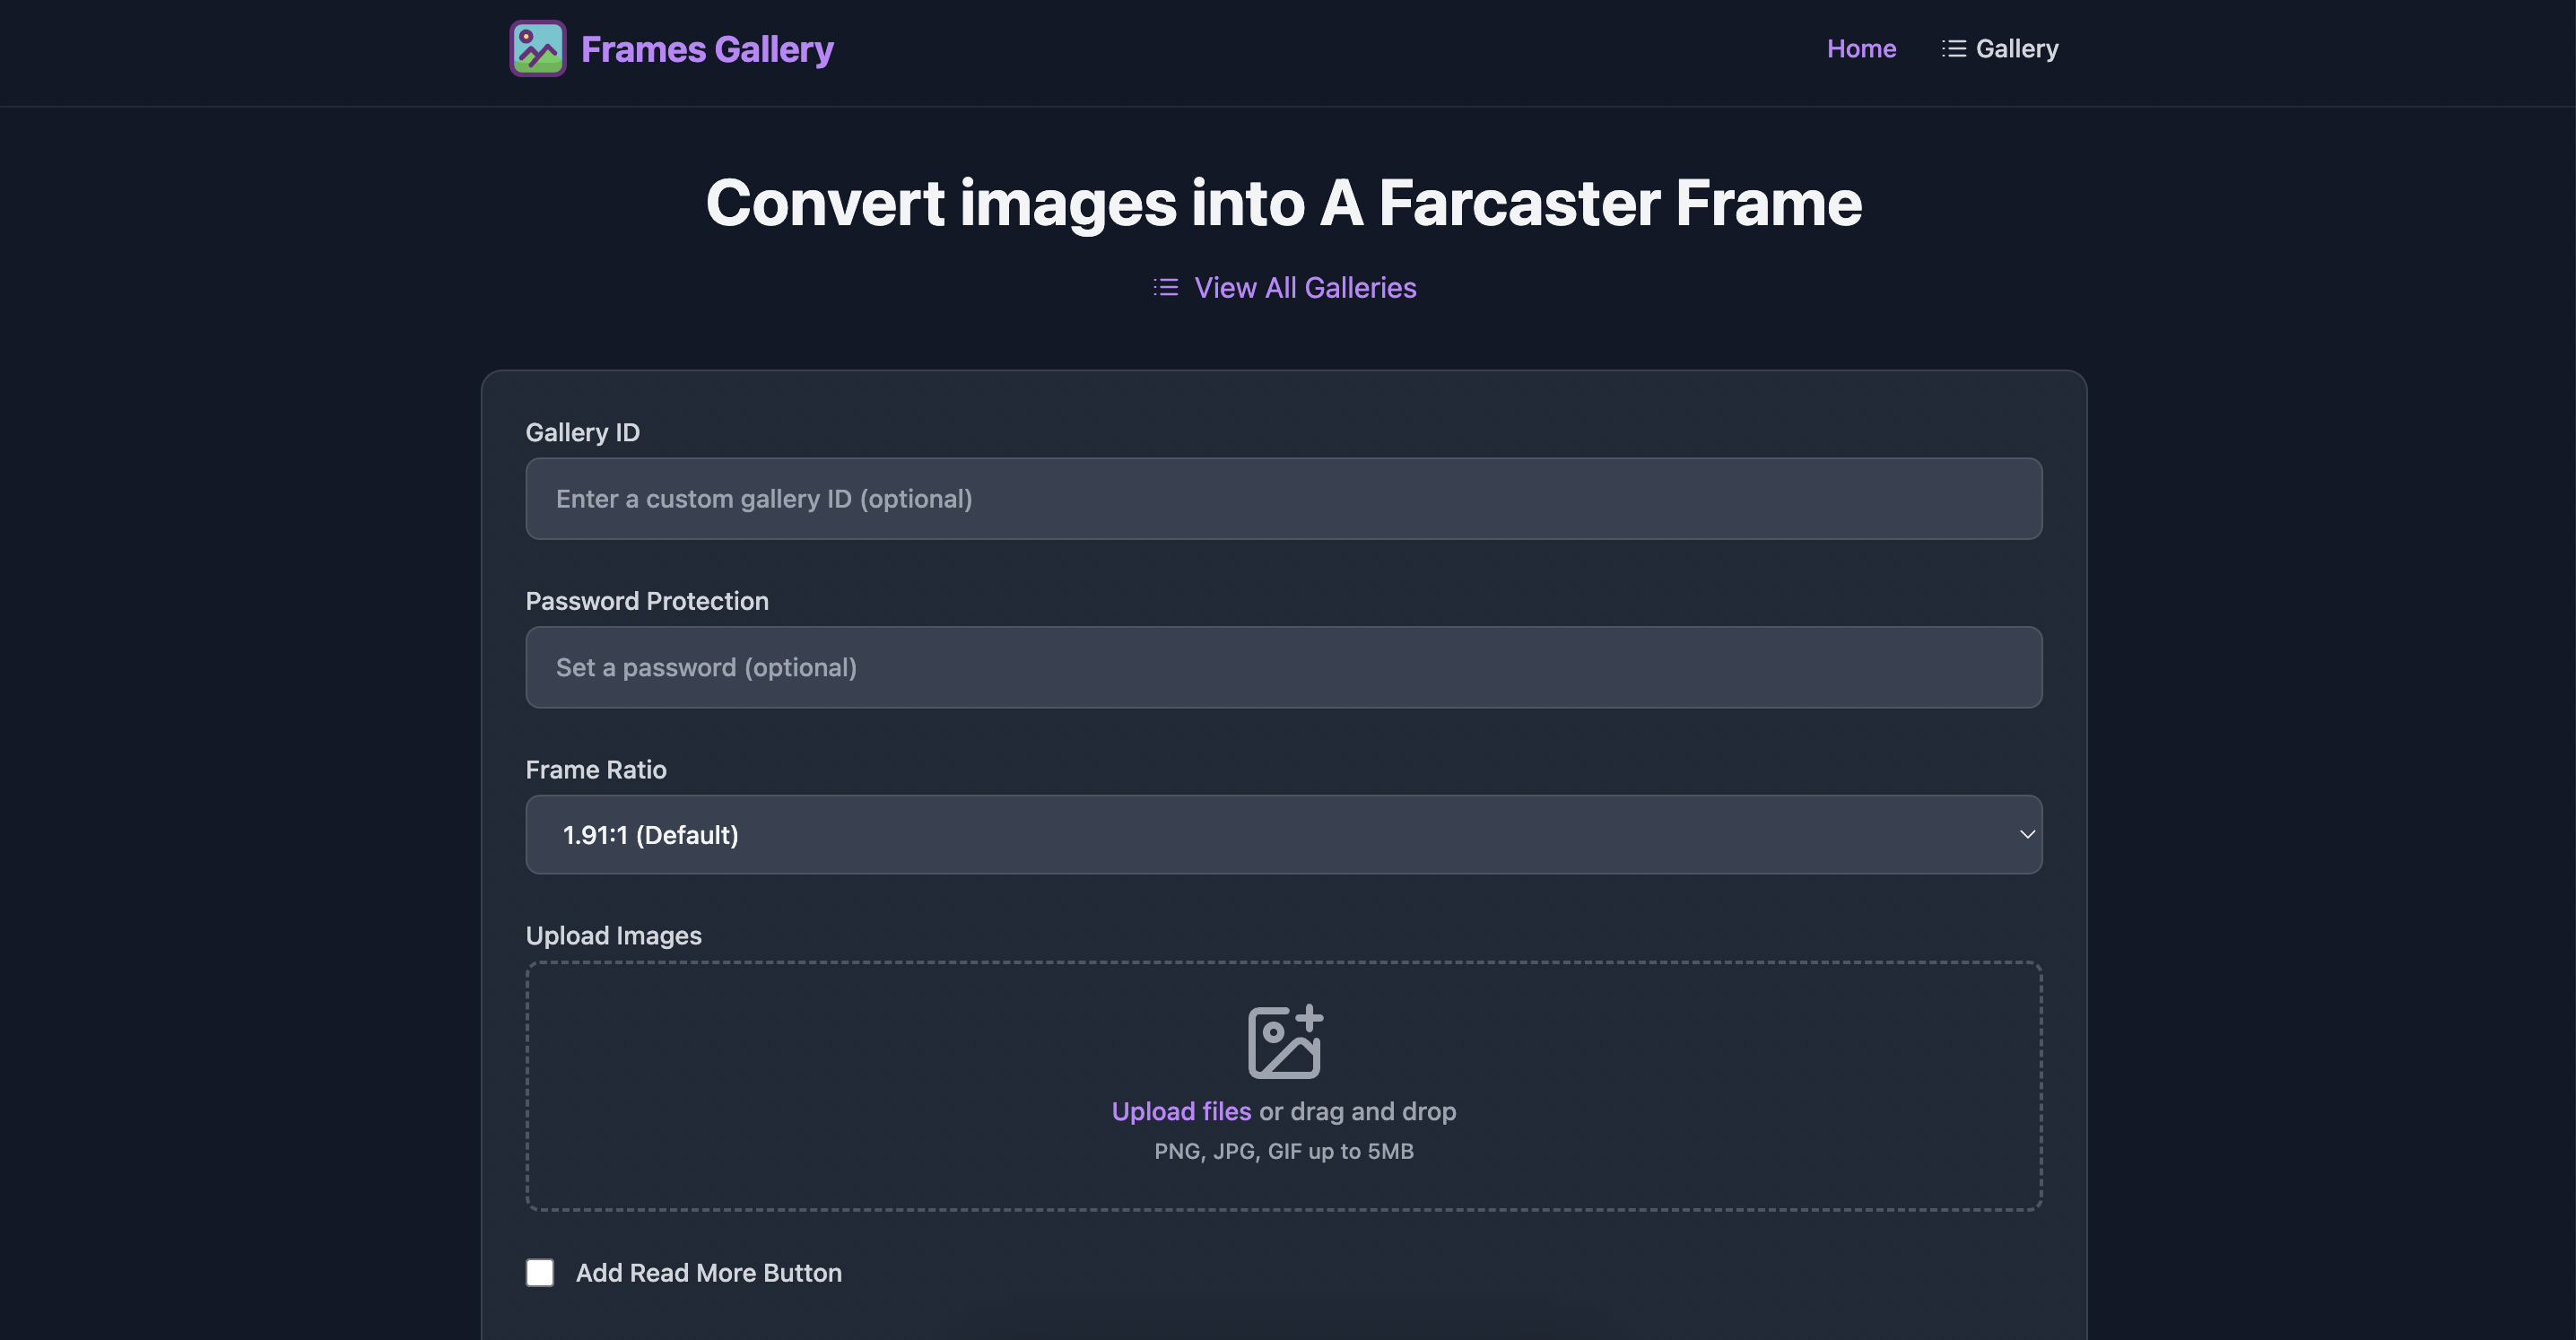 Frames Gallery
Home
Gallery
Convert images into A Farcaster Frame
View All Galleries
Gallery ID
Enter a custom gallery ID (optional)
Password Protection
Set a password (optional)
Frame Ratio
1.91:1 (Default)
Upload Images
Upload files or drag and drop
PNG, JPG, GIF up to 5MB
Add Read More Button